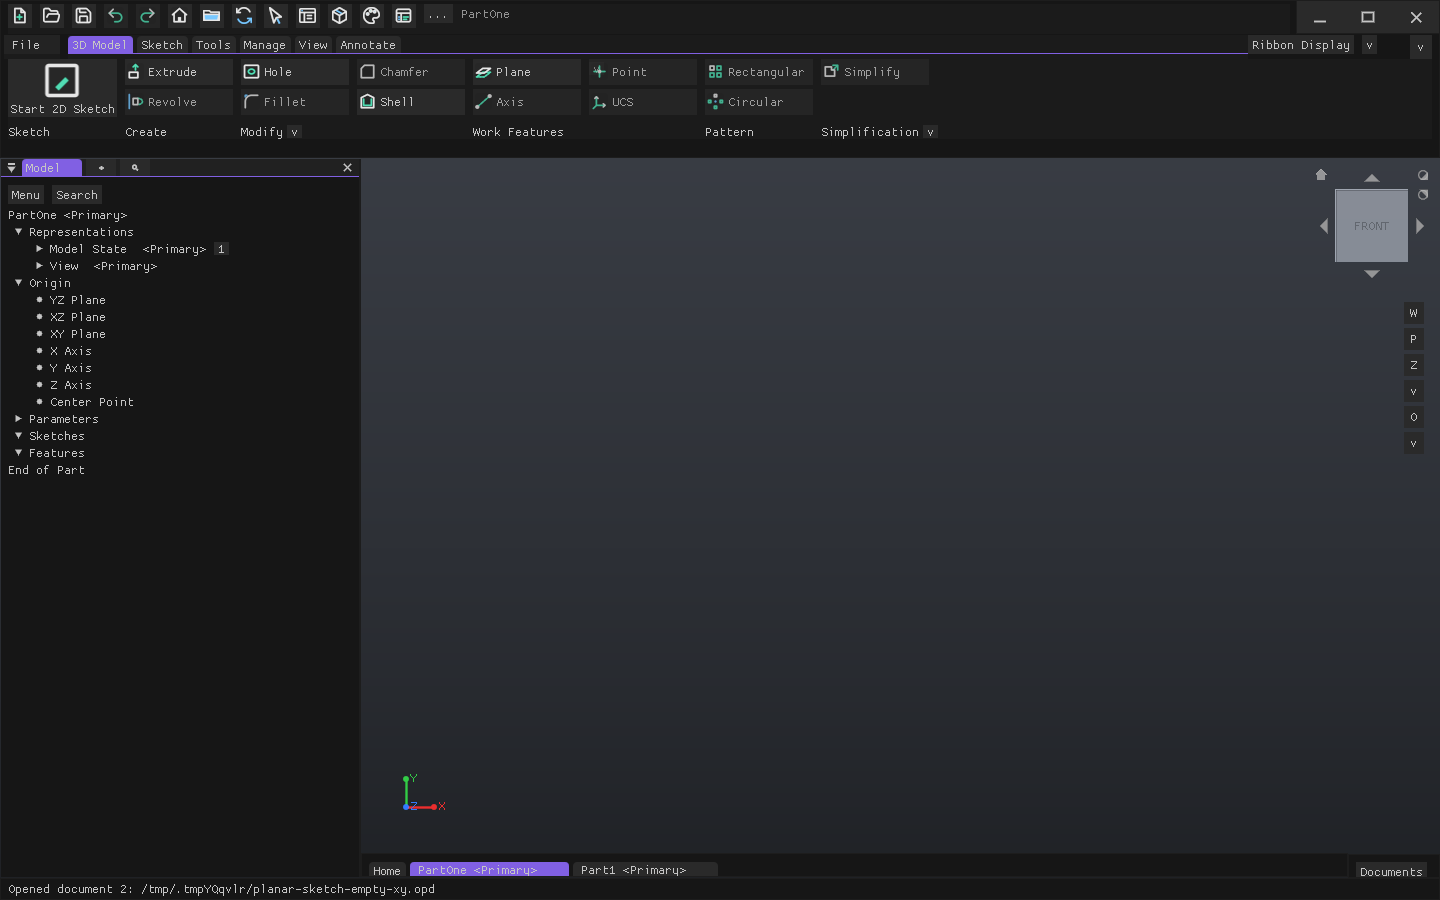 ... PartOne
File 3D Model Sketch Tools Manage View Annotate Ribbon Display v v
Extrude Hole Chamfer Plane Point Rectangular Simplify
Start 2D Sketch Revolve Fillet Shell Axis UCS Circular
Sketch Create Modify v Work Features Pattern Simplification v
Model
Menu Search
PartOne <Primary>
Representations
Model State <Primary> 1
View <Primary>
Origin
YZ Plane
XZ Plane
XY Plane
X Axis
Y Axis
Z Axis
Center Point
Parameters
Sketches
Features
End of Part
FRONT
W
P
Z
v
O
v
Y
Z X
Home PartOne <Primary> Part1 <Primary> Documents
Opened document 2: /tmp/.tmpYQqvlr/planar-sketch-empty-xy.opd